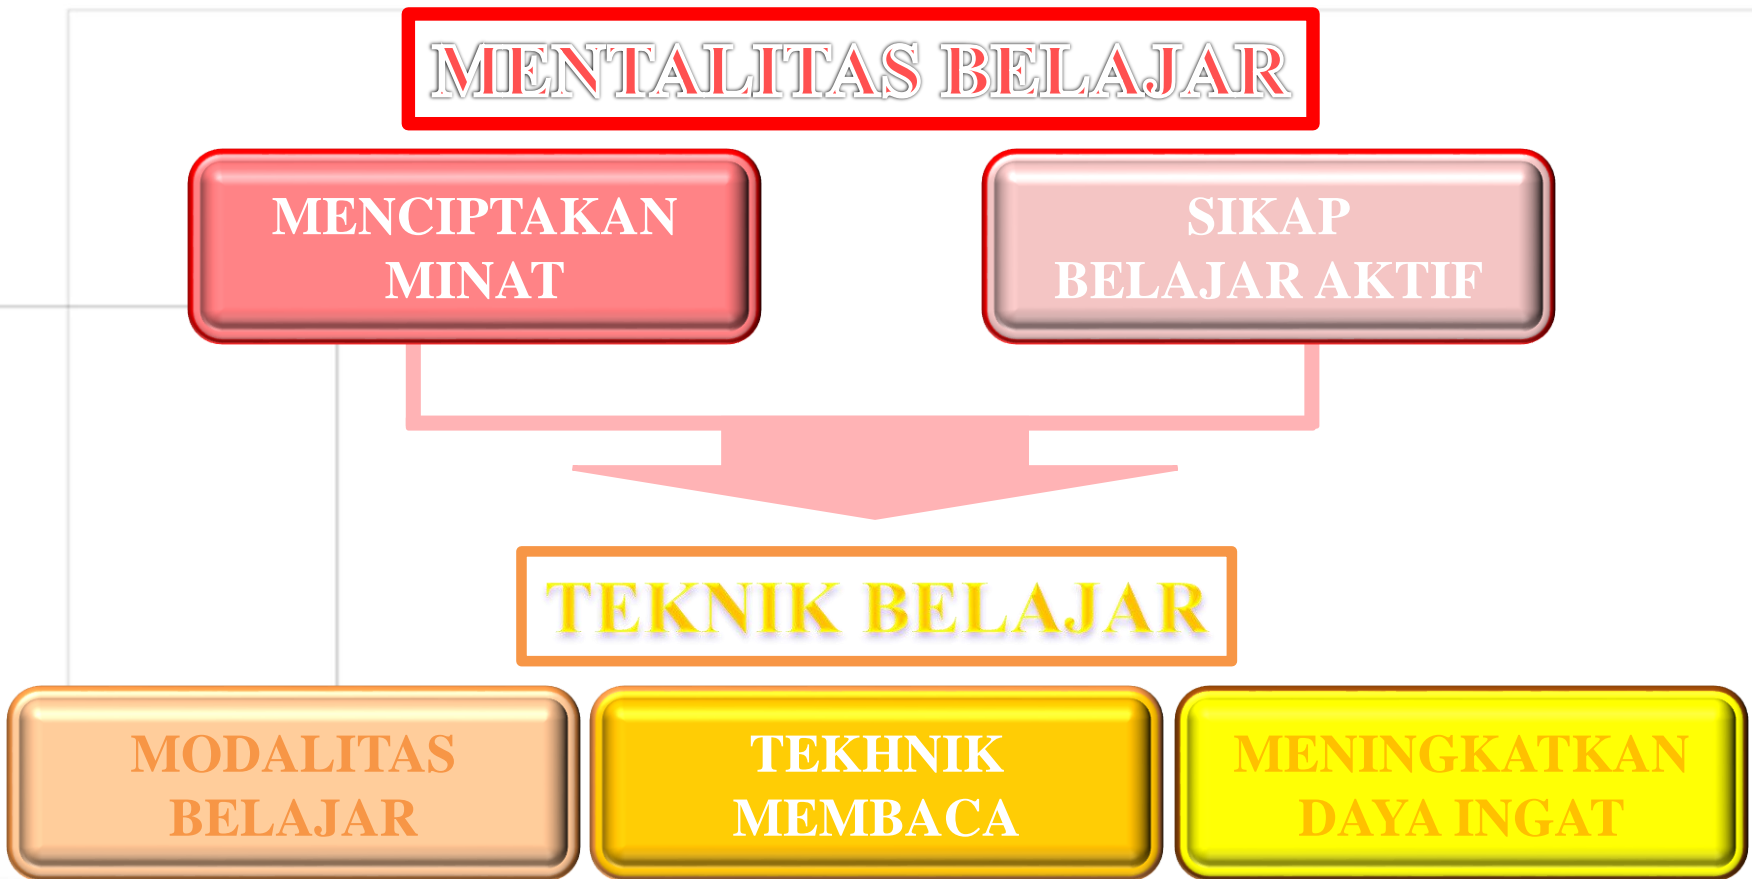 MENTALITAS BELAJAR
MENCIPTAKAN
MINAT
SIKAP
BELAJAR AKTIF
TEKNIK BELAJAR
MODALITAS
BELAJAR
TEKHNIK
MEMBACA
MENINGKATKAN
DAYA INGAT